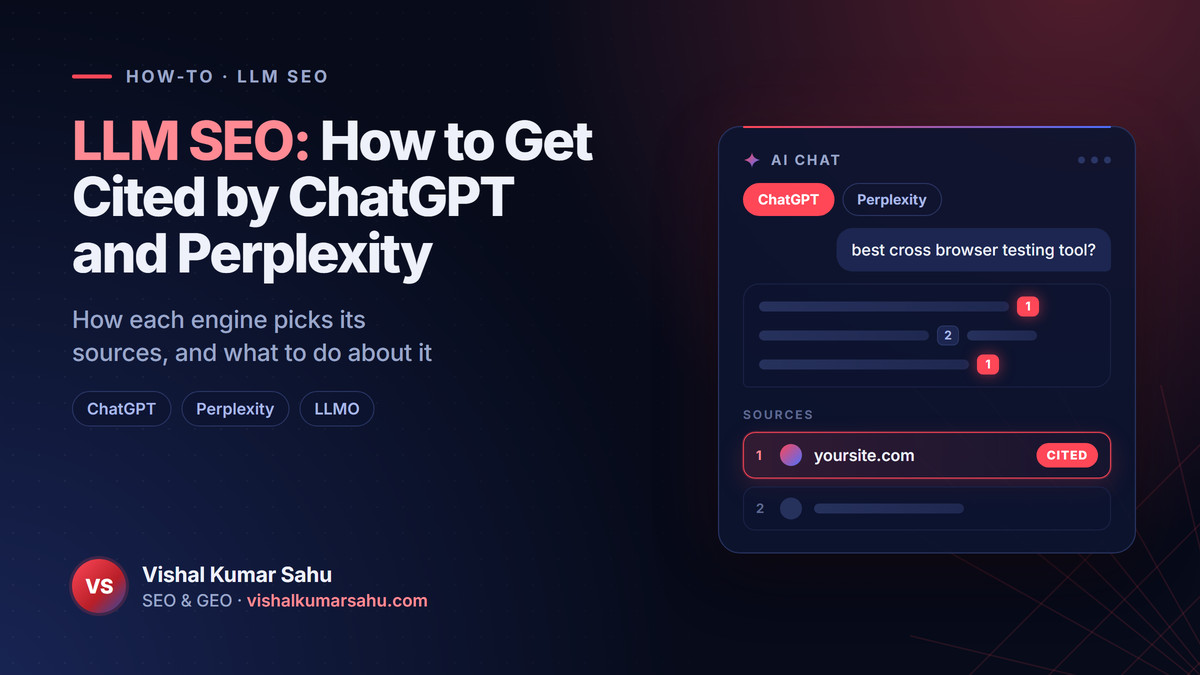 HOW-TO · LLM SEO
LLM SEO: How to Get
Cited by ChatGPT
and Perplexity
How each engine picks its
sources, and what to do about it
ChatGPT Perplexity LLMO
VS
Vishal Kumar Sahu
SEO & GEO · vishalkumarsahu.com
AI CHAT
ChatGPT Perplexity
best cross browser testing tool?
1
2
1
SOURCES
1 yoursite.com CITED
2